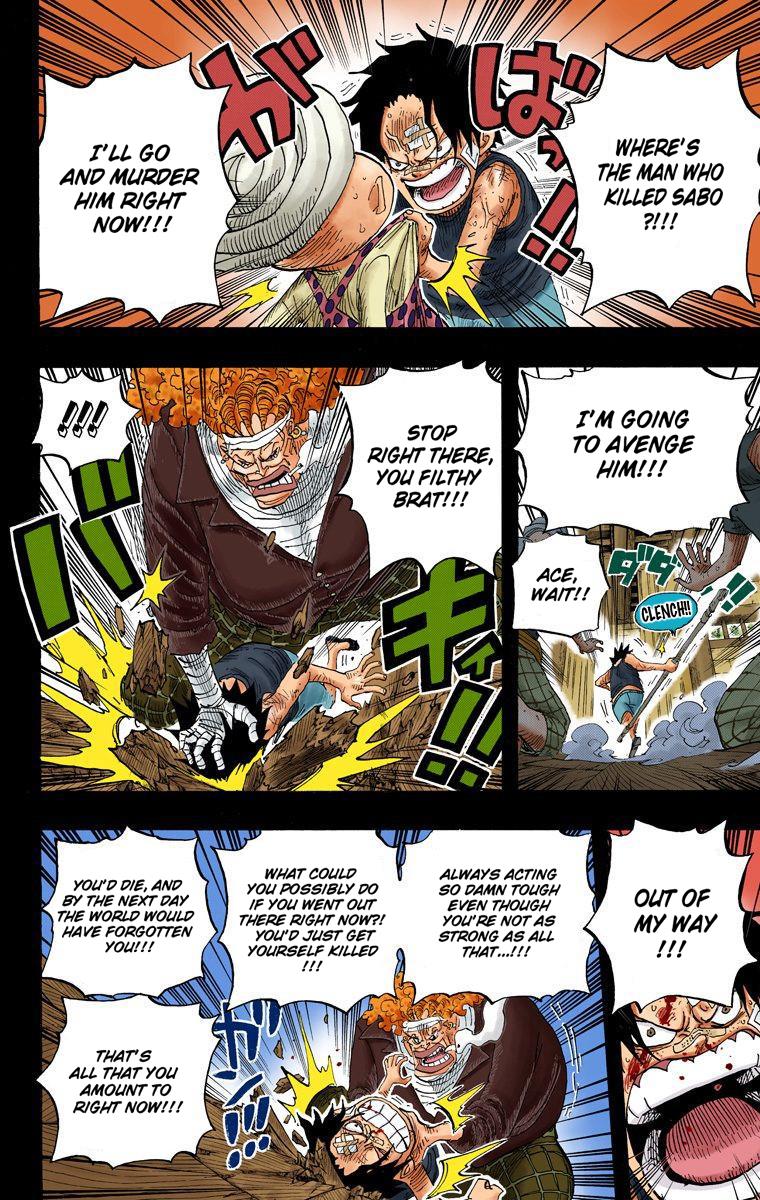 WHERE'S
THE MAN WHO
KILLED SABO
?!!!
ばっ!!
が
I'LL GO
AND MURDER
HIM RIGHT
NOW!!!
I'M GOING
TO AVENGE
HIM!!!
ACE,
WAIT!!
ダダ!!
CLENCH!!
STOP
RIGHT THERE,
YOU FILTHY
BRAT!!!
!!!
バキィ!!
OUT OF
MY WAY
!!!
ALWAYS ACTING
SO DAMN TOUGH
EVEN THOUGH
YOU'RE NOT AS
STRONG AS ALL
THAT...!!!
WHAT COULD
YOU POSSIBLY DO
IF YOU WENT OUT
THERE RIGHT NOW?!
YOU'D JUST GET
YOURSELF KILLED
!!!
YOU'D DIE, AND
BY THE NEXT DAY
THE WORLD WOULD
HAVE FORGOTTEN
YOU!!!
ガン!!!
THAT'S
ALL THAT YOU
AMOUNT TO
RIGHT NOW!!!